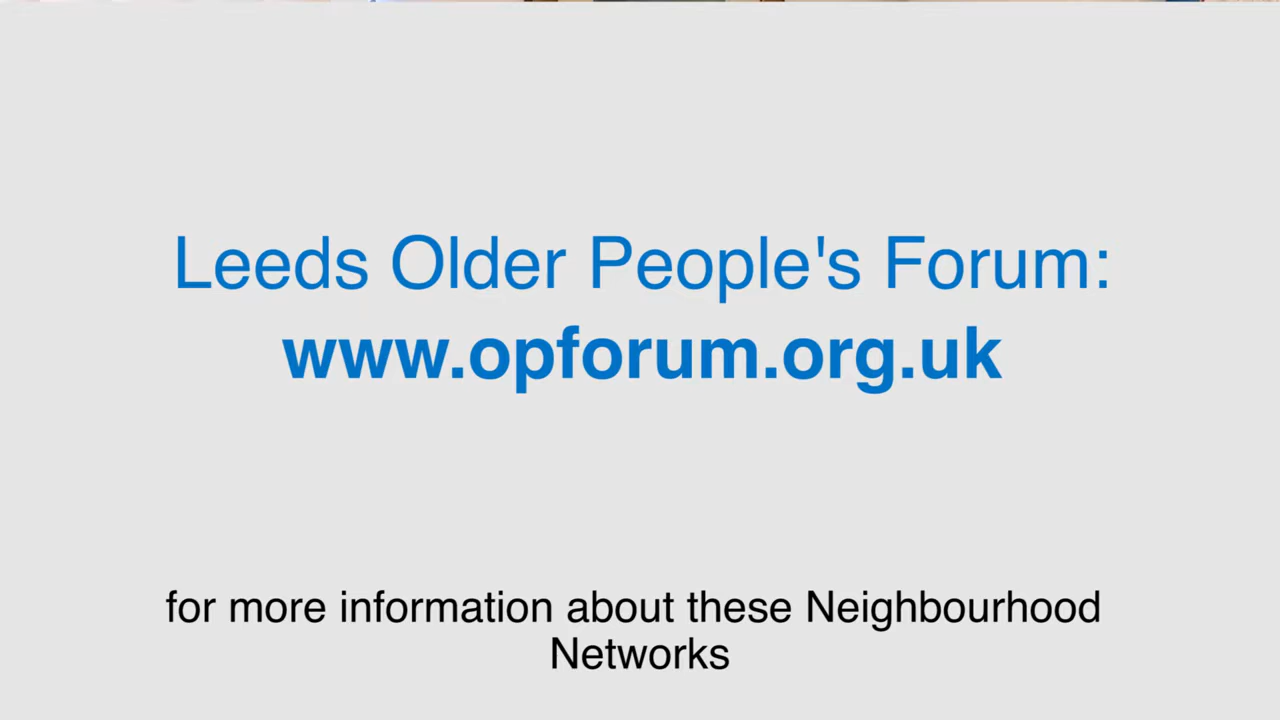 Leeds Older People's Forum:
www.opforum.org.uk
for more information about these Neighbourhood
Networks